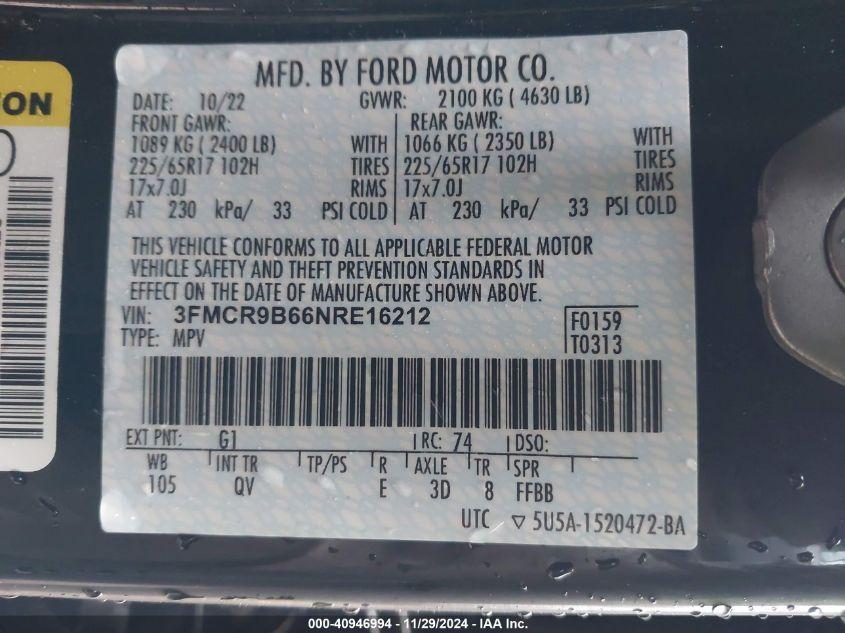 TON
MFD. BY FORD MOTOR CO.
DATE: 10/22 GVWR: 2100 KG ( 4630 LB)
FRONT GAWR: REAR GAWR:
1089 KG ( 2400 LB) WITH 1066 KG ( 2350 LB) WITH
225/65R17 102H TIRES 225/65R17 102H TIRES
17x7.0J RIMS 17x7.0J RIMS
AT 230 kPa/ 33 PSI COLD AT 230 kPa/ 33 PSI COLD
THIS VEHICLE CONFORMS TO ALL APPLICABLE FEDERAL MOTOR
VEHICLE SAFETY AND THEFT PREVENTION STANDARDS IN
EFFECT ON THE DATE OF MANUFACTURE SHOWN ABOVE.
VIN: 3FMCR9B66NRE16212 F0159
TYPE: MPV T0313
EXT PNT: G1 RC: 74 DSO:
WB INT TR TP/PS R AXLE TR SPR
105 QV E 3D 8 FFBB
UTC ▽ 5U5A-1520472-BA
000-40946994 - 11/29/2024 - IAA Inc.